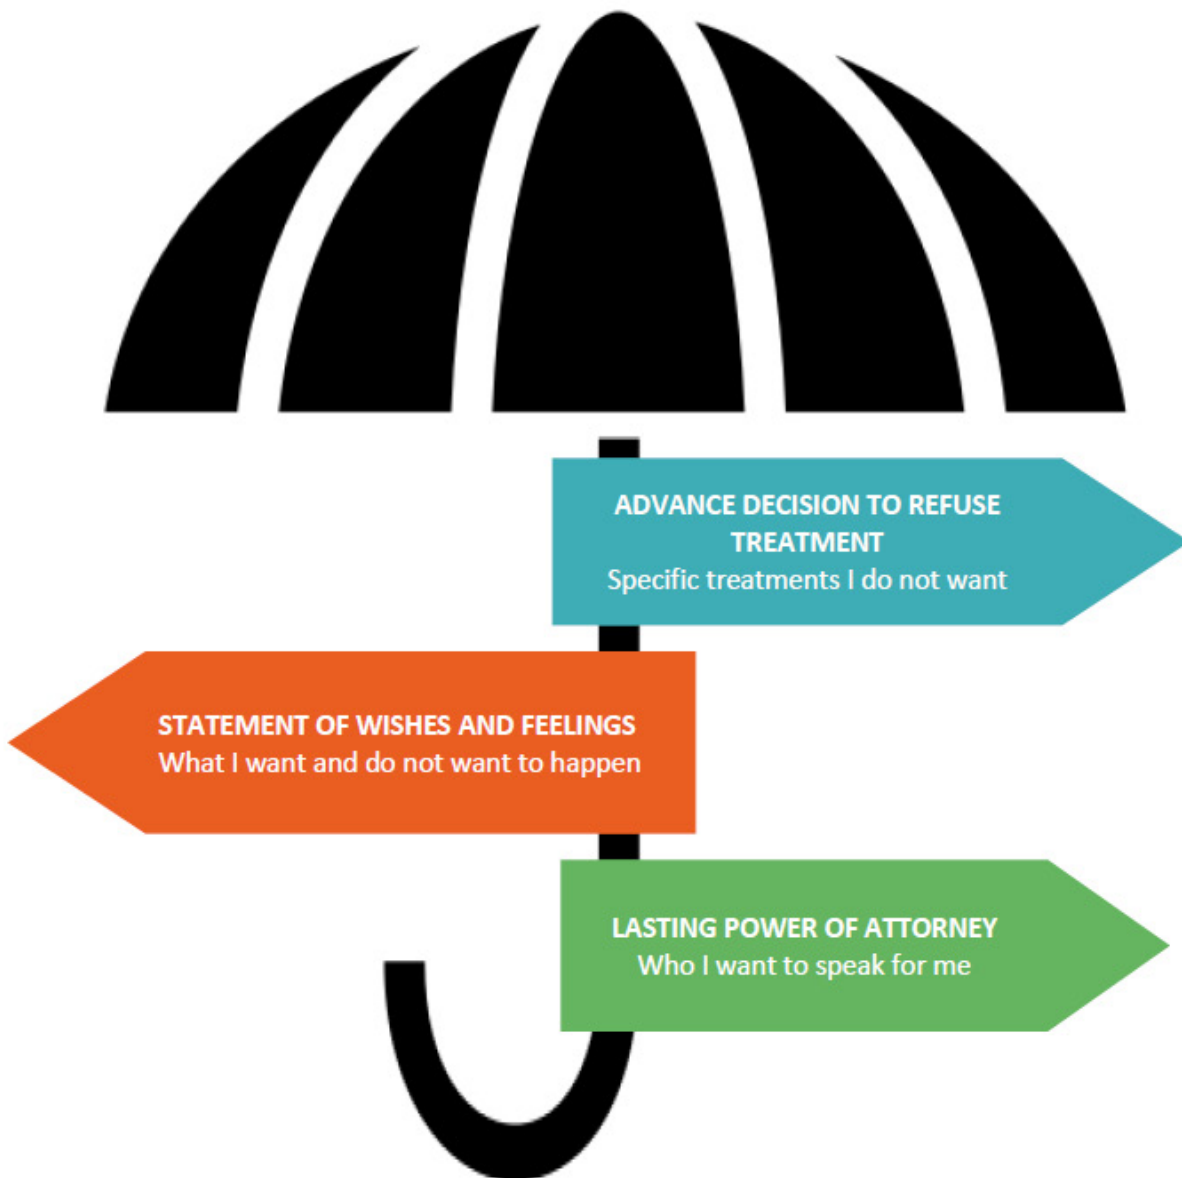 ADVANCE DECISION TO REFUSE
TREATMENT
Specific treatments I do not want
STATEMENT OF WISHES AND FEELINGS
What I want and do not want to happen
LASTING POWER OF ATTORNEY
Who I want to speak for me